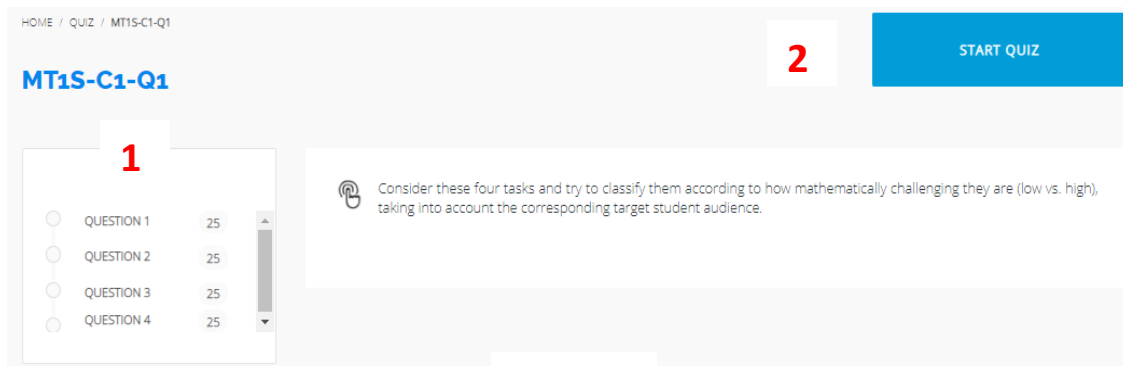 HOME / QUIZ / MT1S-C1-Q1
2
START QUIZ
MT1S-C1-Q1
1
Consider these four tasks and try to classify them according to how mathematically challenging they are (low vs. high),
taking into account the corresponding target student audience.
QUESTION 1 25
QUESTION 2 25
QUESTION 3 25
QUESTION 4 25